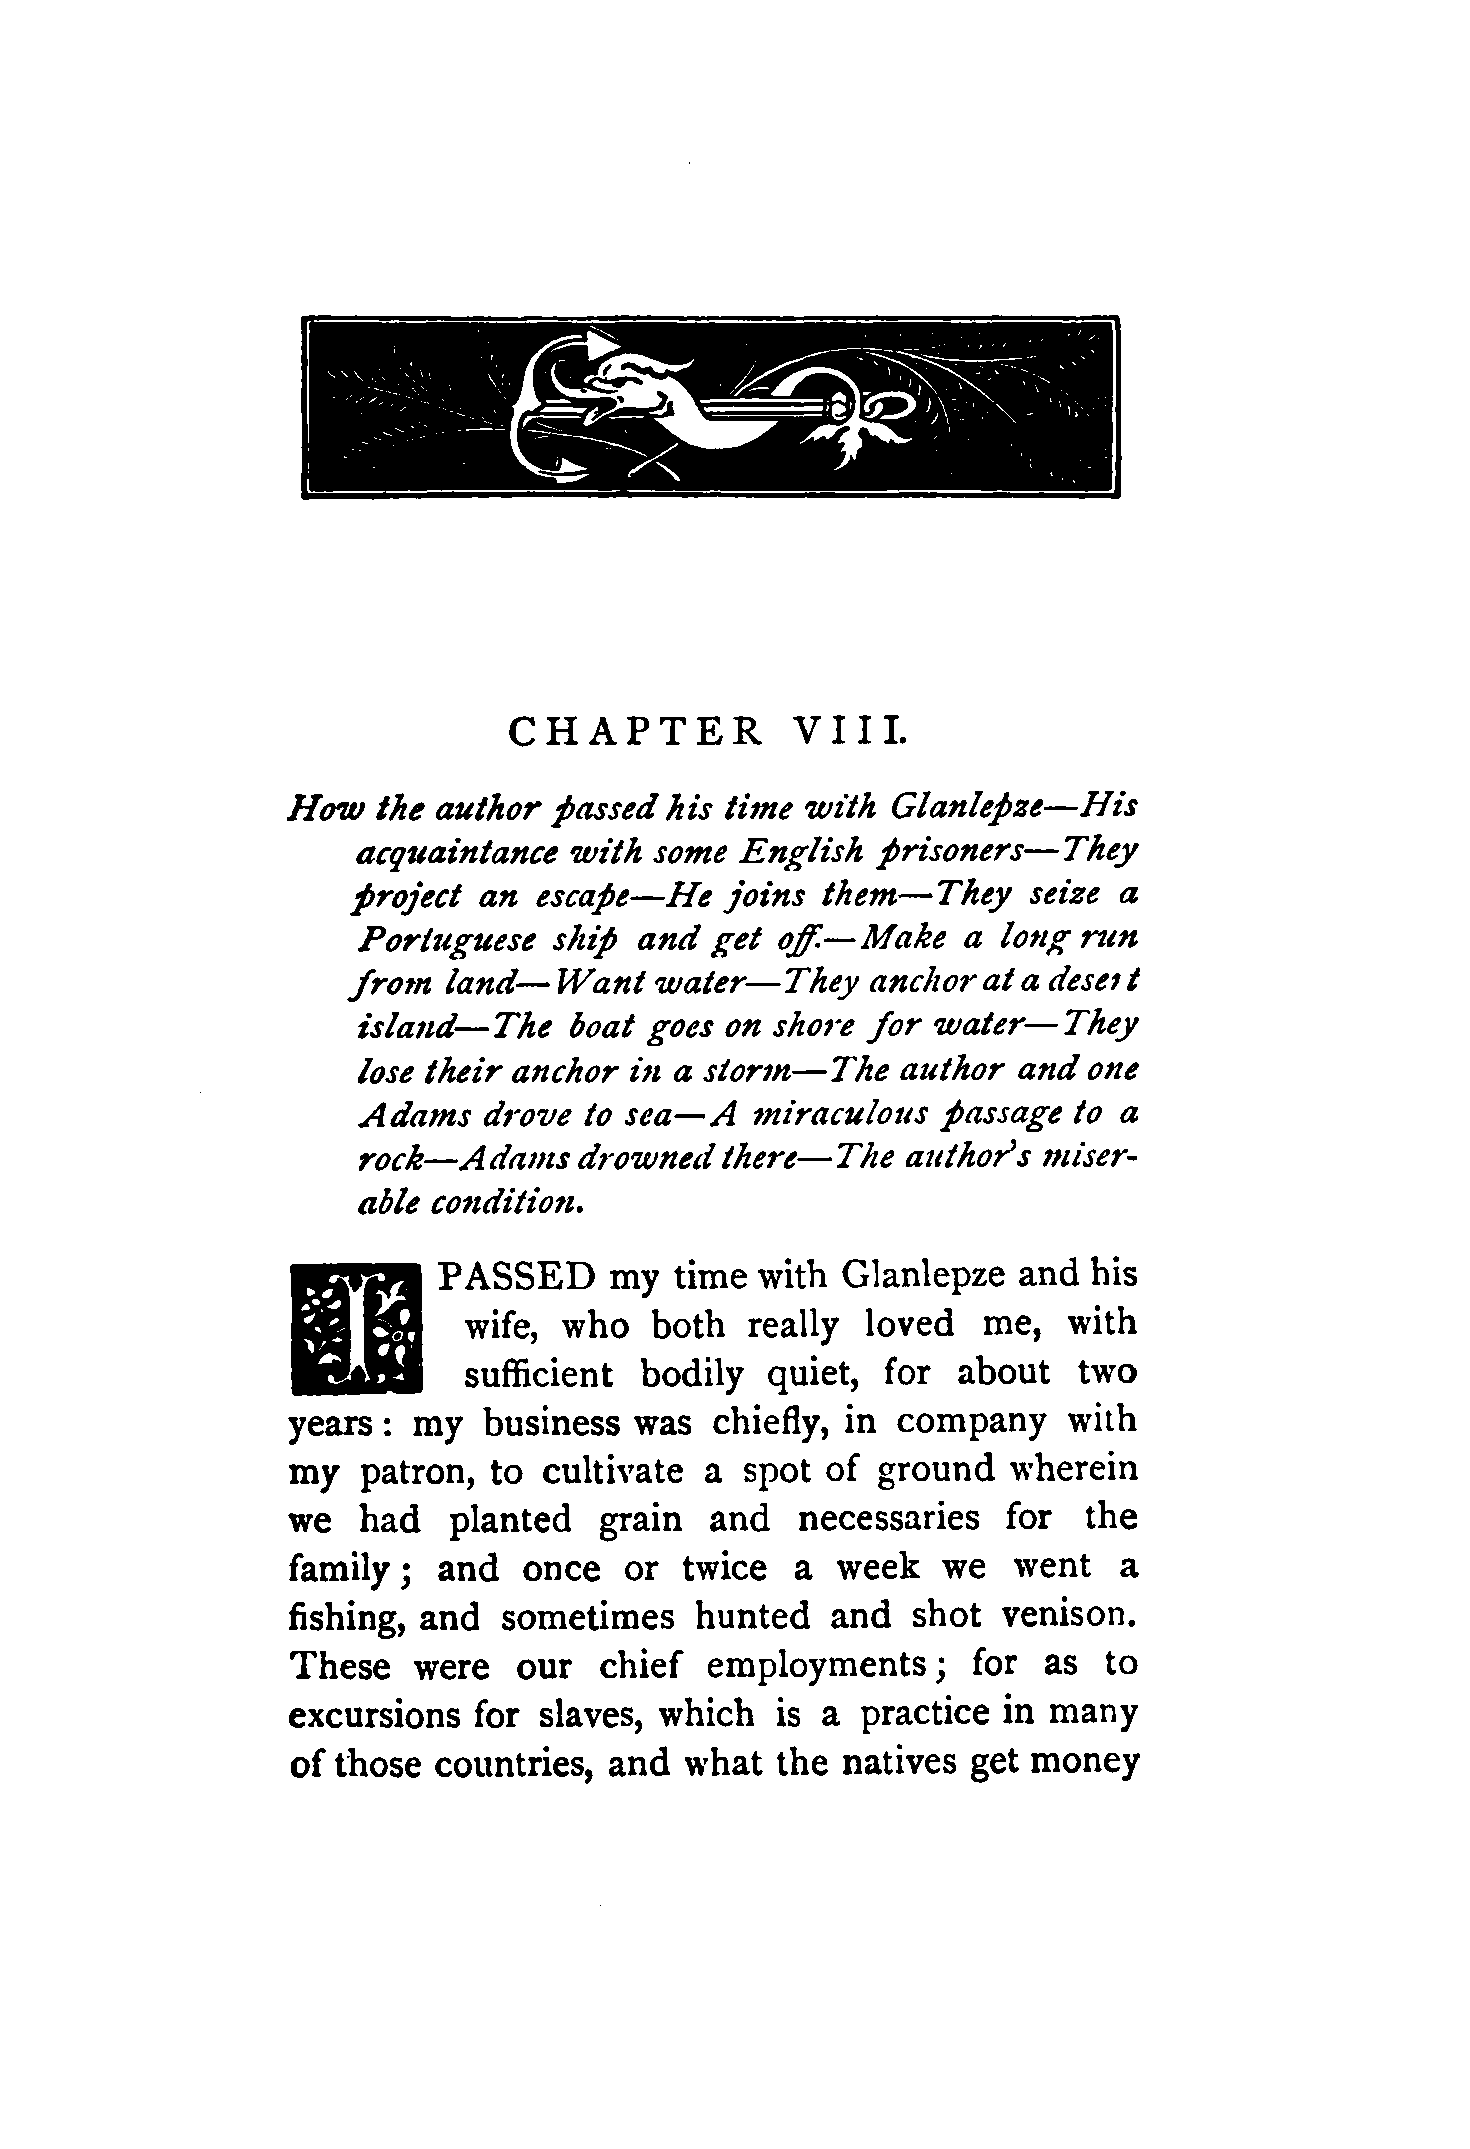 CHAPTER VIII.
How the author passed his time with Glanlepze—His
acquaintance with some English prisoners—They
project an escape—He joins them—They seize a
Portuguese ship and get off.—Make a long run
from land—Want water—They anchor at a desert
island—The boat goes on shore for water—They
lose their anchor in a storm—The author and one
Adams drove to sea—A miraculous passage to a
rock—Adams drowned there—The author's miser-
able condition.
I PASSED my time with Glanlepze and his
wife, who both really loved me, with
sufficient bodily quiet, for about two
years: my business was chiefly, in company with
my patron, to cultivate a spot of ground wherein
we had planted grain and necessaries for the
family; and once or twice a week we went a
fishing, and sometimes hunted and shot venison.
These were our chief employments; for as to
excursions for slaves, which is a practice in many
of those countries, and what the natives get money